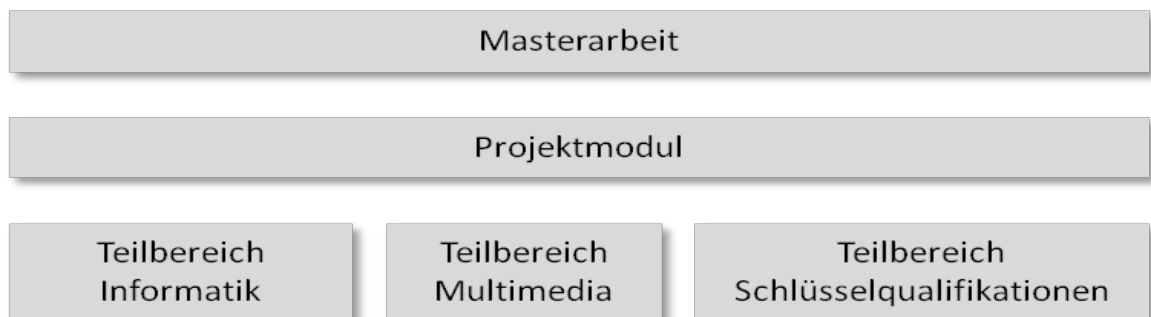 Masterarbeit
Projektmodul
Teilbereich
Informatik
Teilbereich
Multimedia
Teilbereich
Schlüsselqualifikationen